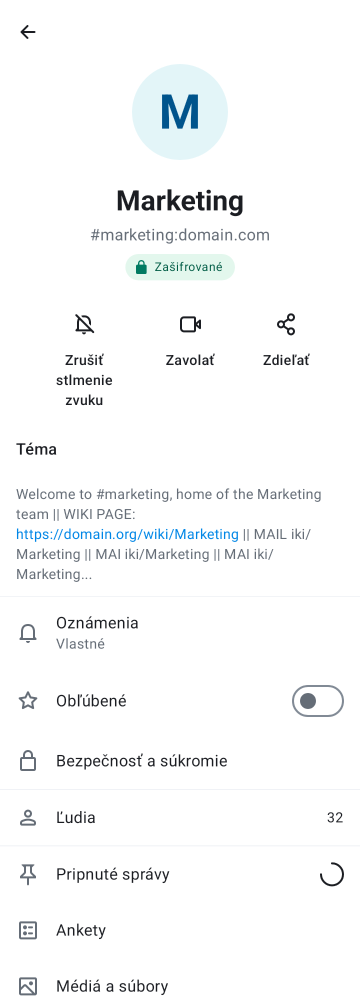 M
Marketing
#marketing:domain.com
Zašifrované
Zrušiť
stlmenie
zvuku
Zavolať
Zdieľať
Téma
Welcome to #marketing, home of the Marketing
team || WIKI PAGE:
https://domain.org/wiki/Marketing || MAIL iki/
Marketing || MAI iki/Marketing || MAI iki/
Marketing...
Oznámenia
Vlastné
Obľúbené
Bezpečnosť a súkromie
Ľudia
32
Pripnuté správy
Ankety
Médiá a súbory